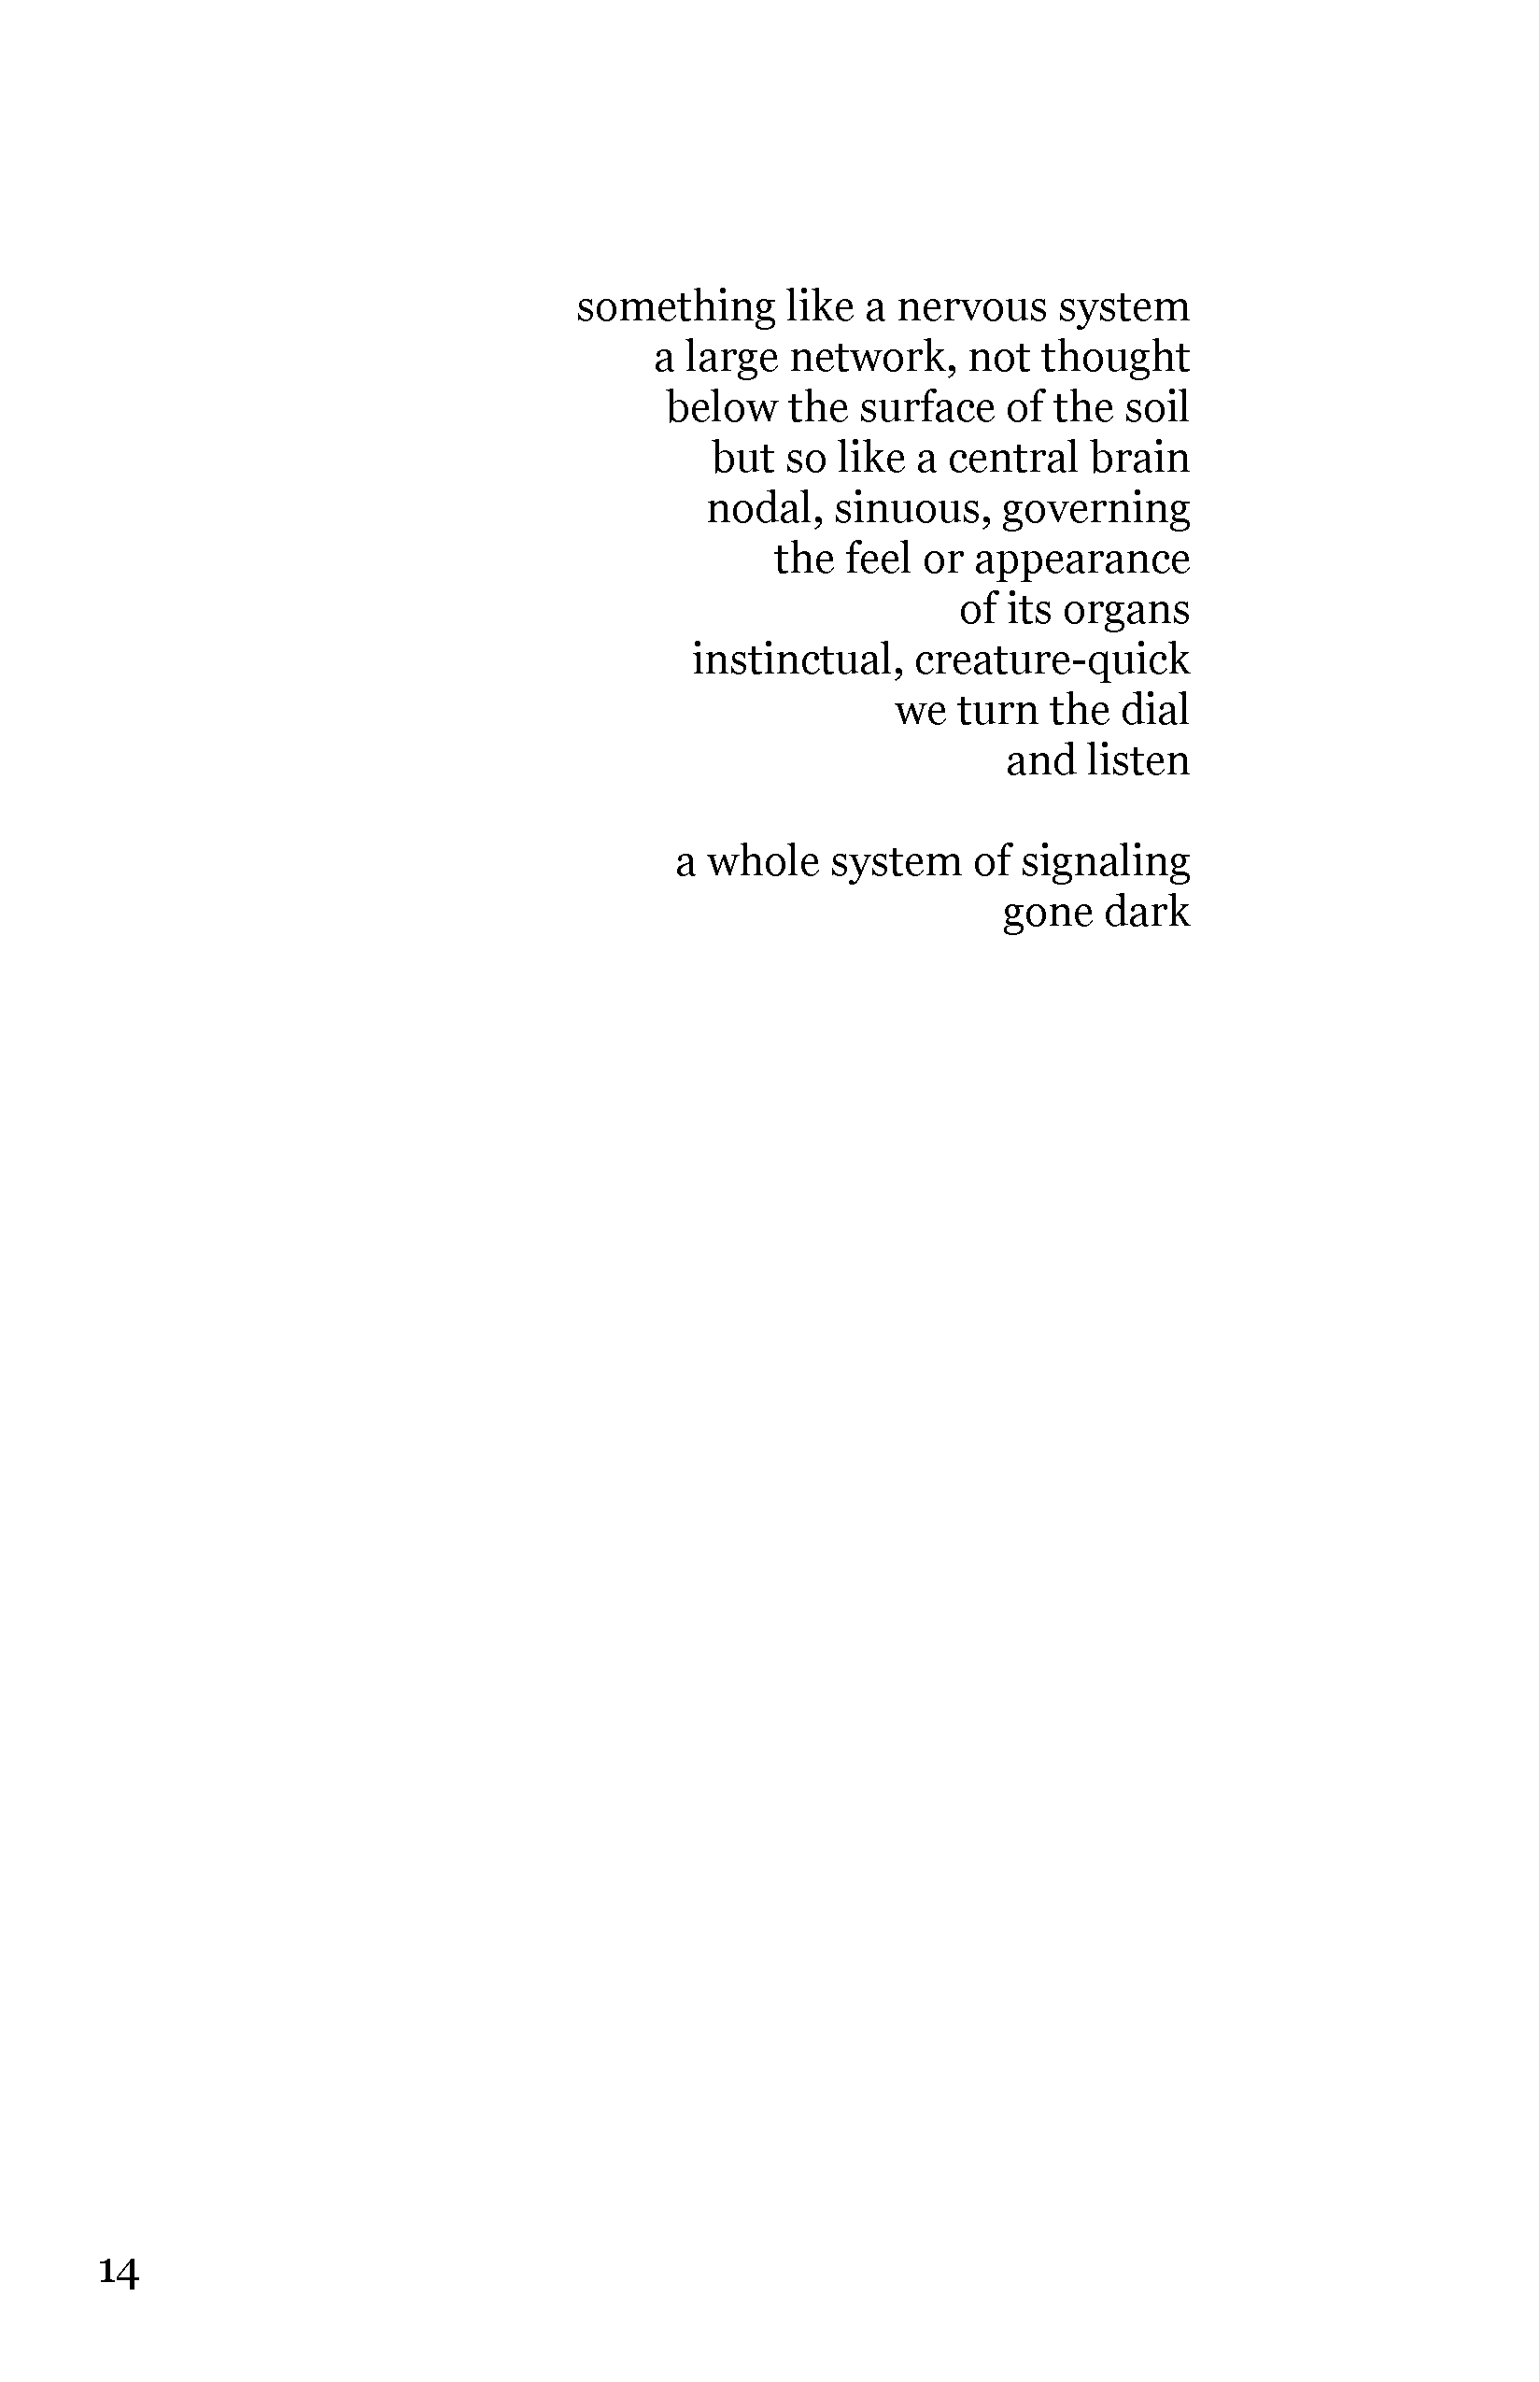 something like a nervous system
a large network, not thought
below the surface of the soil
but so like a central brain
nodal, sinuous, governing
the feel or appearance
of its organs
instinctual, creature-quick
we turn the dial
and listen

a whole system of signaling
gone dark

14